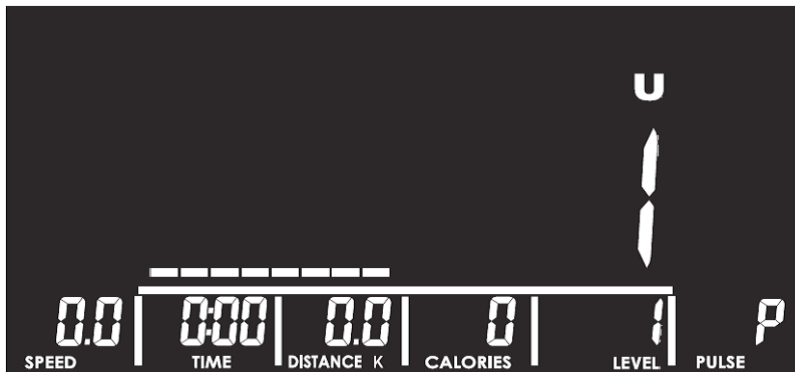 U
1
0.0 0:00 0.0 0 1 P
SPEED TIME DISTANCE K CALORIES LEVEL PULSE